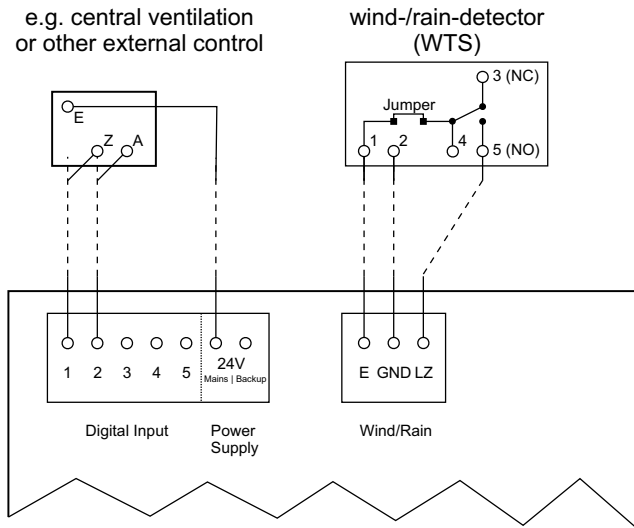 e.g. central ventilation
or other external control
wind-/rain-detector
(WTS)
3 (NC)
Jumper
E
Z
A
1
2
4
5 (NO)
1
2
3
4
5
24V
Mains | Backup
E
GND
LZ
Digital Input
Power
Supply
Wind/Rain